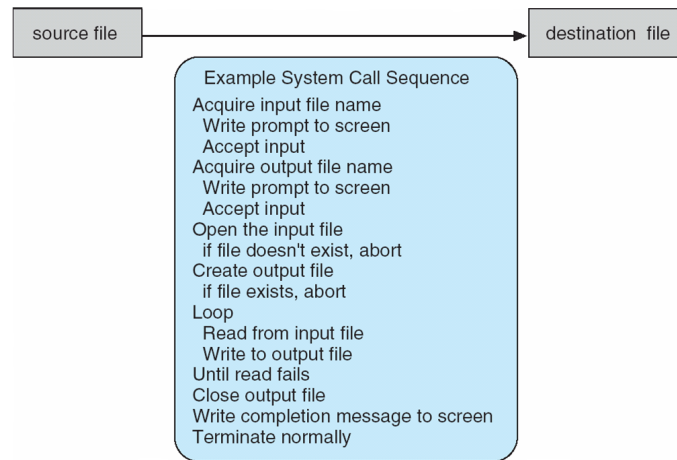 source file
destination file
Example System Call Sequence
Acquire input file name
Write prompt to screen
Accept input
Acquire output file name
Write prompt to screen
Accept input
Open the input file
if file doesn't exist, abort
Create output file
if file exists, abort
Loop
Read from input file
Write to output file
Until read fails
Close output file
Write completion message to screen
Terminate normally